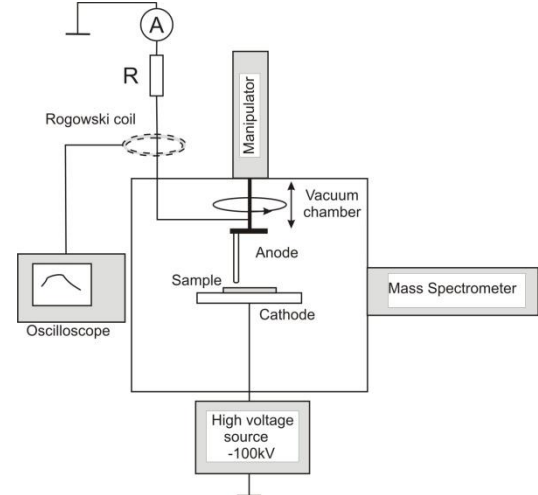 A
R
Rogowski coil
Manipulator
Vacuum
chamber
Anode
Sample
Cathode
Mass Spectrometer
Oscilloscope
High voltage
source
-100kV